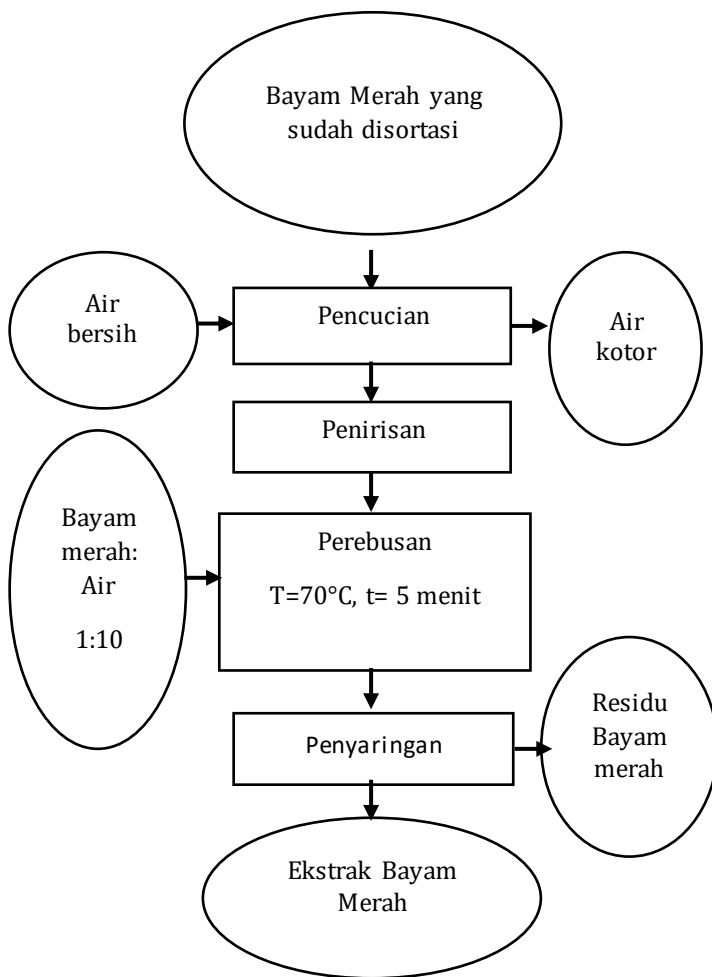 Bayam Merah yang
sudah disortasi
Air
bersih
Pencucian
Air
kotor
Penirisan
Bayam
merah:
Air
1:10
Perebusan
T=70°C, t= 5 menit
Penyaringan
Residu
Bayam
merah
Ekstrak Bayam
Merah